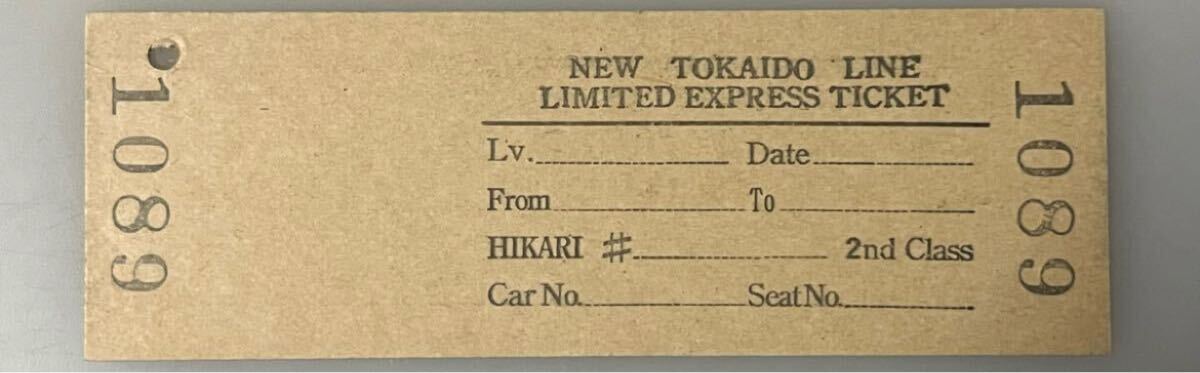 1089
NEW TOKAIDO LINE
LIMITED EXPRESS TICKET
Lv. Date
From To
HIKARI # 2nd Class
Car No. Seat No.
1089